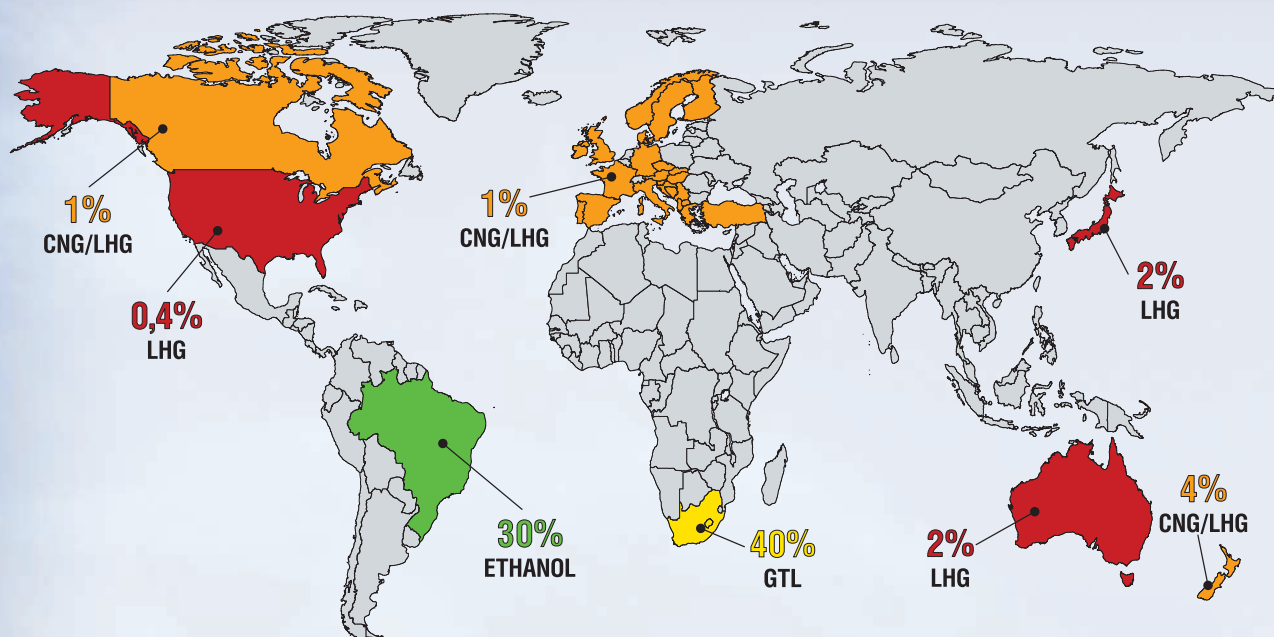 1%
CNG/LHG
0,4%
LHG
1%
CNG/LHG
2%
LHG
30%
ETHANOL
40%
GTL
2%
LHG
4%
CNG/LHG